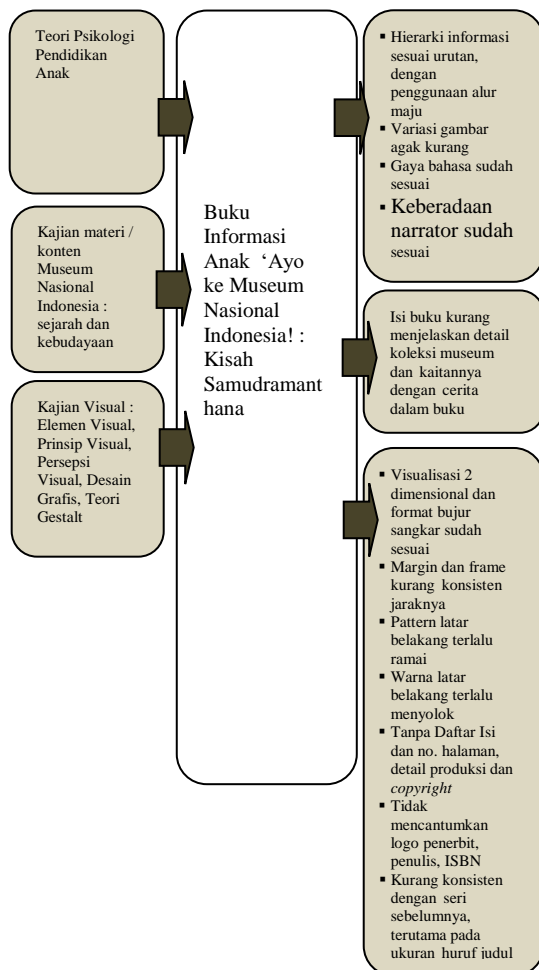 Teori Psikologi
Pendidikan
Anak
Kajian materi /
konten
Museum
Nasional
Indonesia :
sejarah dan
kebudayaan
Kajian Visual :
Elemen Visual,
Prinsip Visual,
Persepsi
Visual, Desain
Grafis, Teori
Gestalt
Buku
Informasi
Anak ‘Ayo
ke Museum
Nasional
Indonesia! :
Kisah
Samudramant
hana
▪ Hierarki informasi
sesuai urutan,
dengan
penggunaan alur
maju
▪ Variasi gambar
agak kurang
▪ Gaya bahasa sudah
sesuai
▪ Keberadaan
narrator sudah
sesuai
Isi buku kurang
menjelaskan detail
koleksi museum
dan kaitannya
dengan cerita
dalam buku
▪ Visualisasi 2
dimensional dan
format bujur
sangkar sudah
sesuai
▪ Margin dan frame
kurang konsisten
jaraknya
▪ Pattern latar
belakang terlalu
ramai
▪ Warna latar
belakang terlalu
menyolok
▪ Tanpa Daftar Isi
dan no. halaman,
detail produksi dan
copyright
▪ Tidak
mencantumkan
logo penerbit,
penulis, ISBN
▪ Kurang konsisten
dengan seri
sebelumnya,
terutama pada
ukuran huruf judul